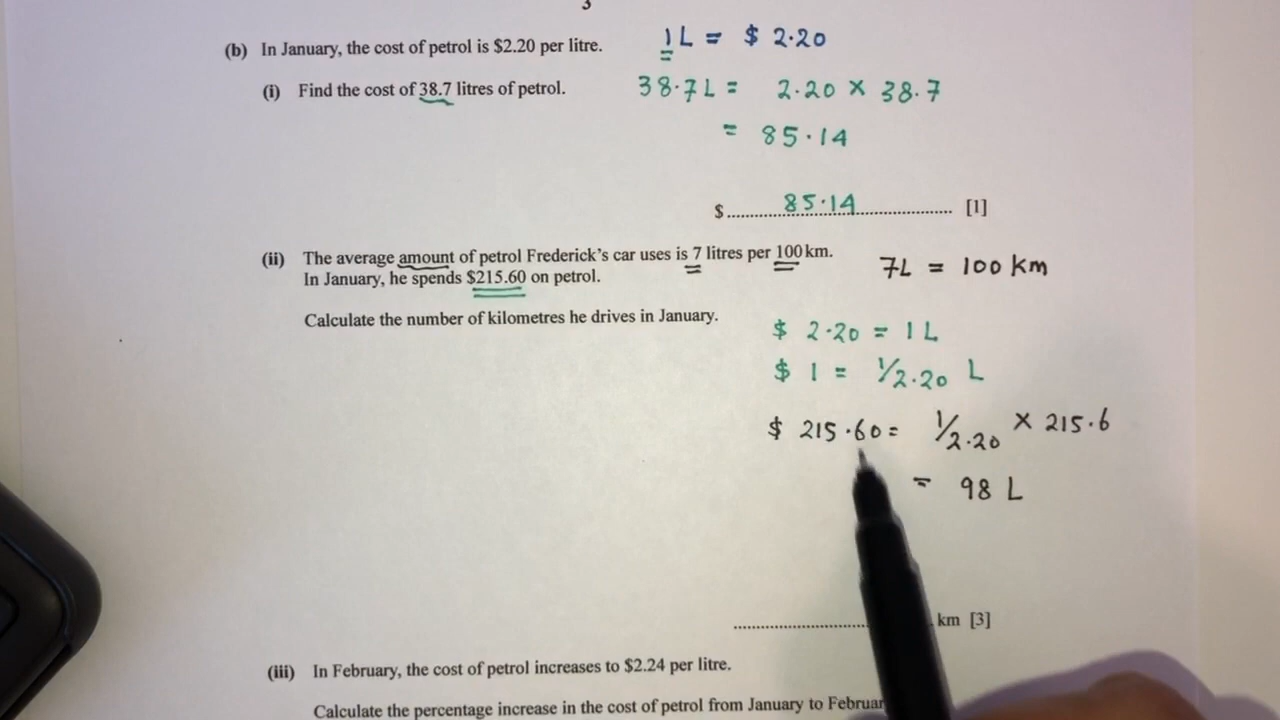 3
(b) In January, the cost of petrol is $2.20 per litre.
1L = $ 2.20
(i) Find the cost of 38.7 litres of petrol.
38.7L = 2.20 × 38.7
= 85.14
$ 85.14 [1]
(ii) The average amount of petrol Frederick's car uses is 7 litres per 100 km.
In January, he spends $215.60 on petrol.
7L = 100 km
Calculate the number of kilometres he drives in January.
$ 2.20 = 1 L
$ 1 = 1/2.20 L
$ 215.60 = 1/2.20 × 215.6
= 98 L
km [3]
(iii) In February, the cost of petrol increases to $2.24 per litre.
Calculate the percentage increase in the cost of petrol from January to